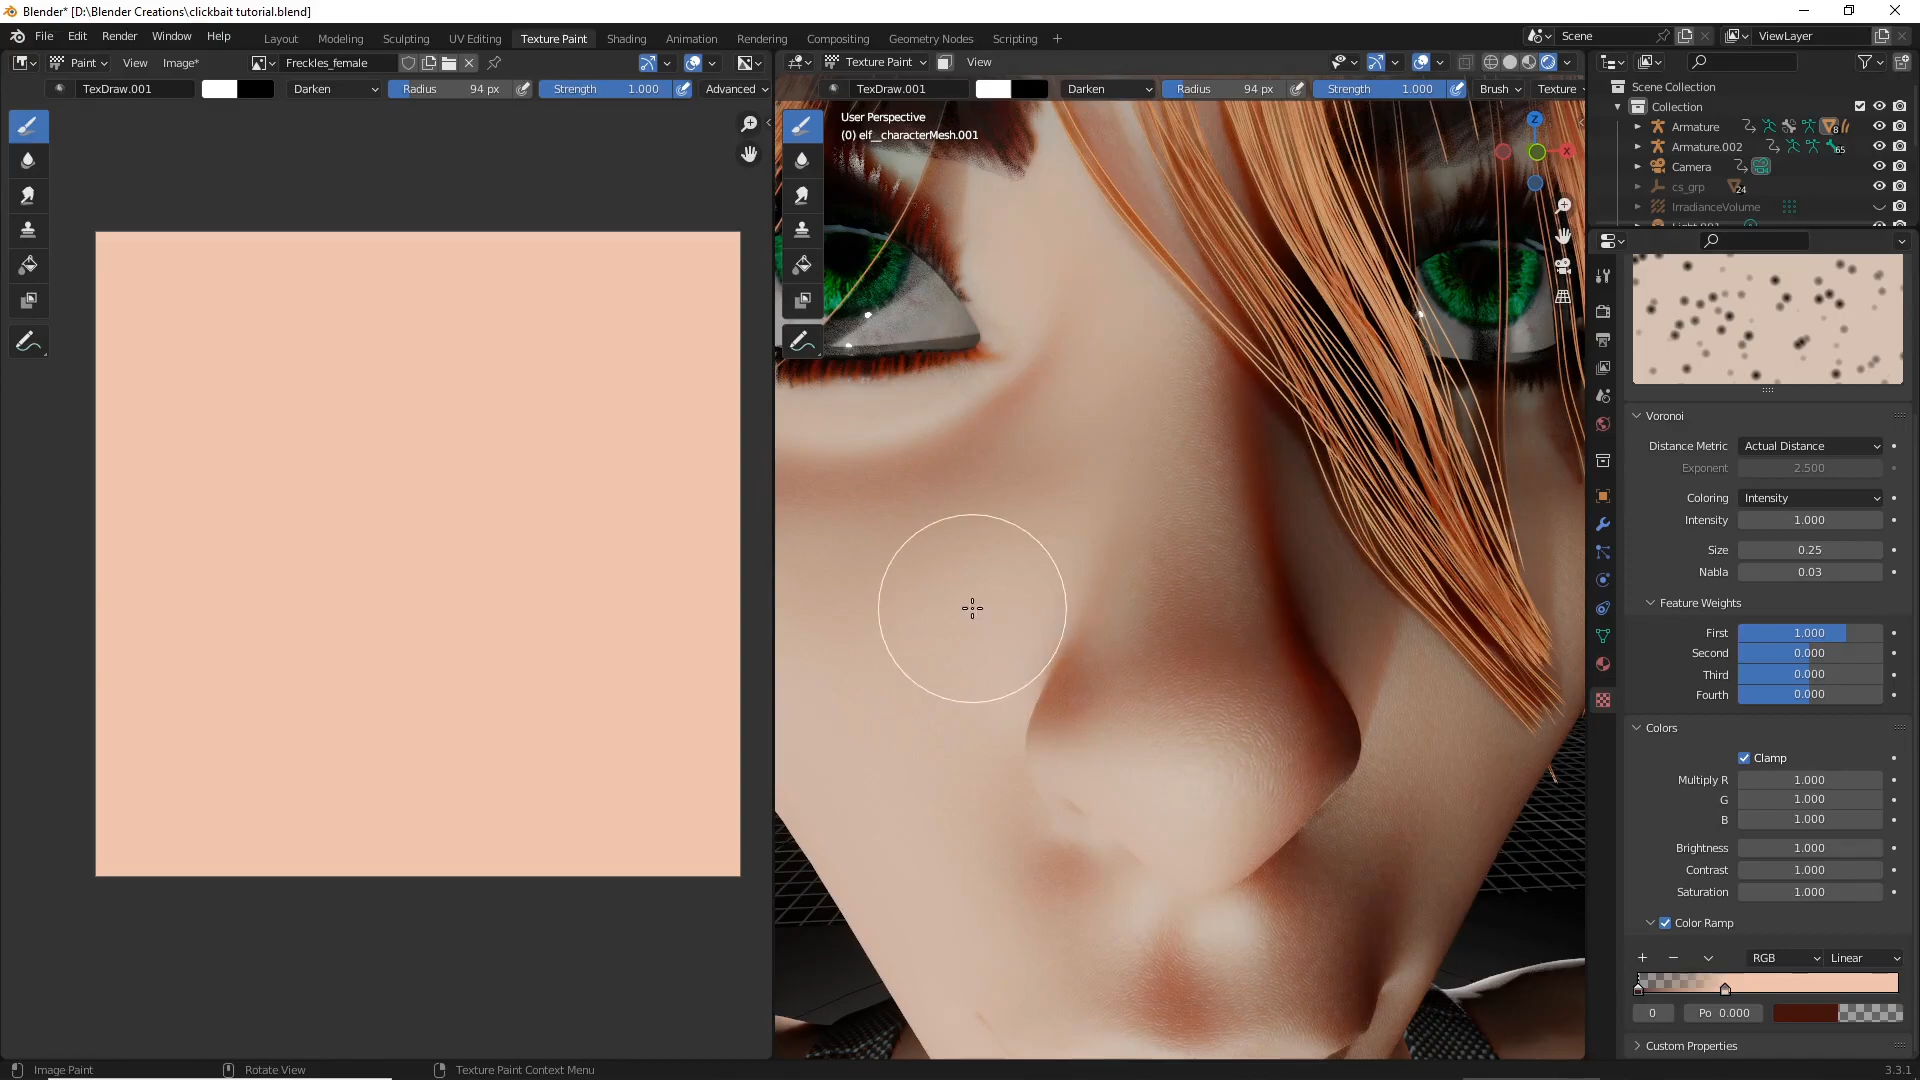 Blender* [D:\Blender Creations\clickbait tutorial.blend]
File Edit Render Window Help Layout Modeling Sculpting UV Editing Texture Paint Shading Animation Rendering Compositing Geometry Nodes Scripting + Scene ViewLayer
Paint View Image* Freckles_female
TexDraw.001 Darken Radius 94 px Strength 1.000 Advanced
Texture Paint View
TexDraw.001 Darken Radius 94 px Strength 1.000 Brush Texture
User Perspective
(0) elf__characterMesh.001
Z
X
Scene Collection
Collection
Armature 8
Armature.002 65
Camera
cs_grp 24
IrradianceVolume
Voronoi
Distance Metric Actual Distance
Exponent 2.500
Coloring Intensity
Intensity 1.000
Size 0.25
Nabla 0.03
Feature Weights
First 1.000
Second 0.000
Third 0.000
Fourth 0.000
Colors
Clamp
Multiply R 1.000
G 1.000
B 1.000
Brightness 1.000
Contrast 1.000
Saturation 1.000
Color Ramp
+ − RGB Linear
0 Po 0.000
Custom Properties
Image Paint Rotate View Texture Paint Context Menu 3.3.1